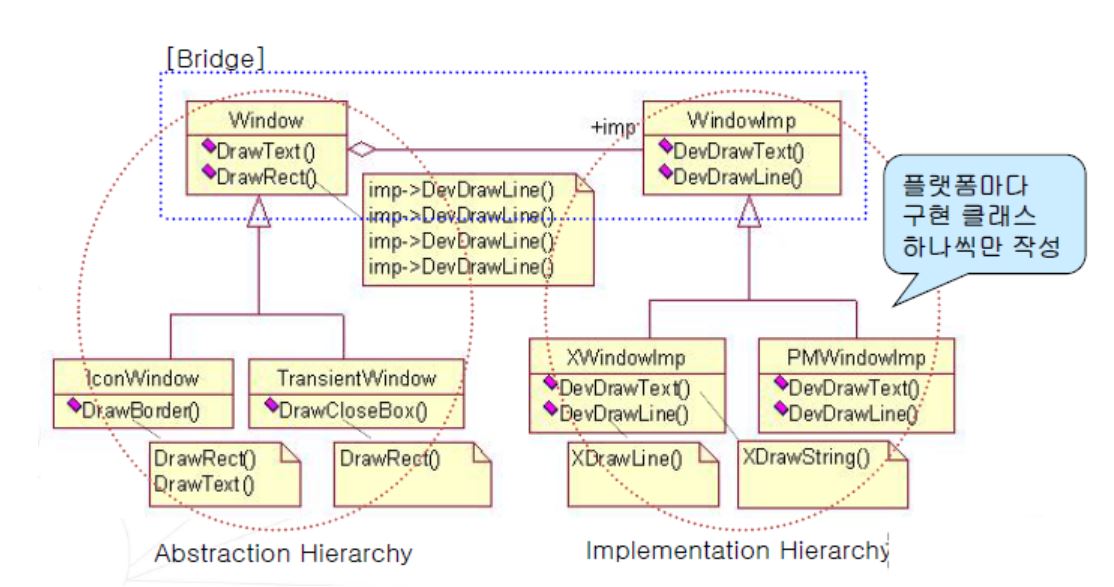 [Bridge]
Window
DrawText()
DrawRect()
+imp
WindowImp
DevDrawText()
DevDrawLine()
imp->DevDrawLine()
imp->DevDrawLine()
imp->DevDrawLine()
imp->DevDrawLine()
플랫폼마다
구현 클래스
하나씩만 작성
IconWindow
DrawBorder()
TransientWindow
DrawCloseBox()
XWindowImp
DevDrawText()
DevDrawLine()
PMWindowImp
DevDrawText()
DevDrawLine()
DrawRect()
DrawText()
DrawRect()
XDrawLine()
XDrawString()
Abstraction Hierarchy
Implementation Hierarchy